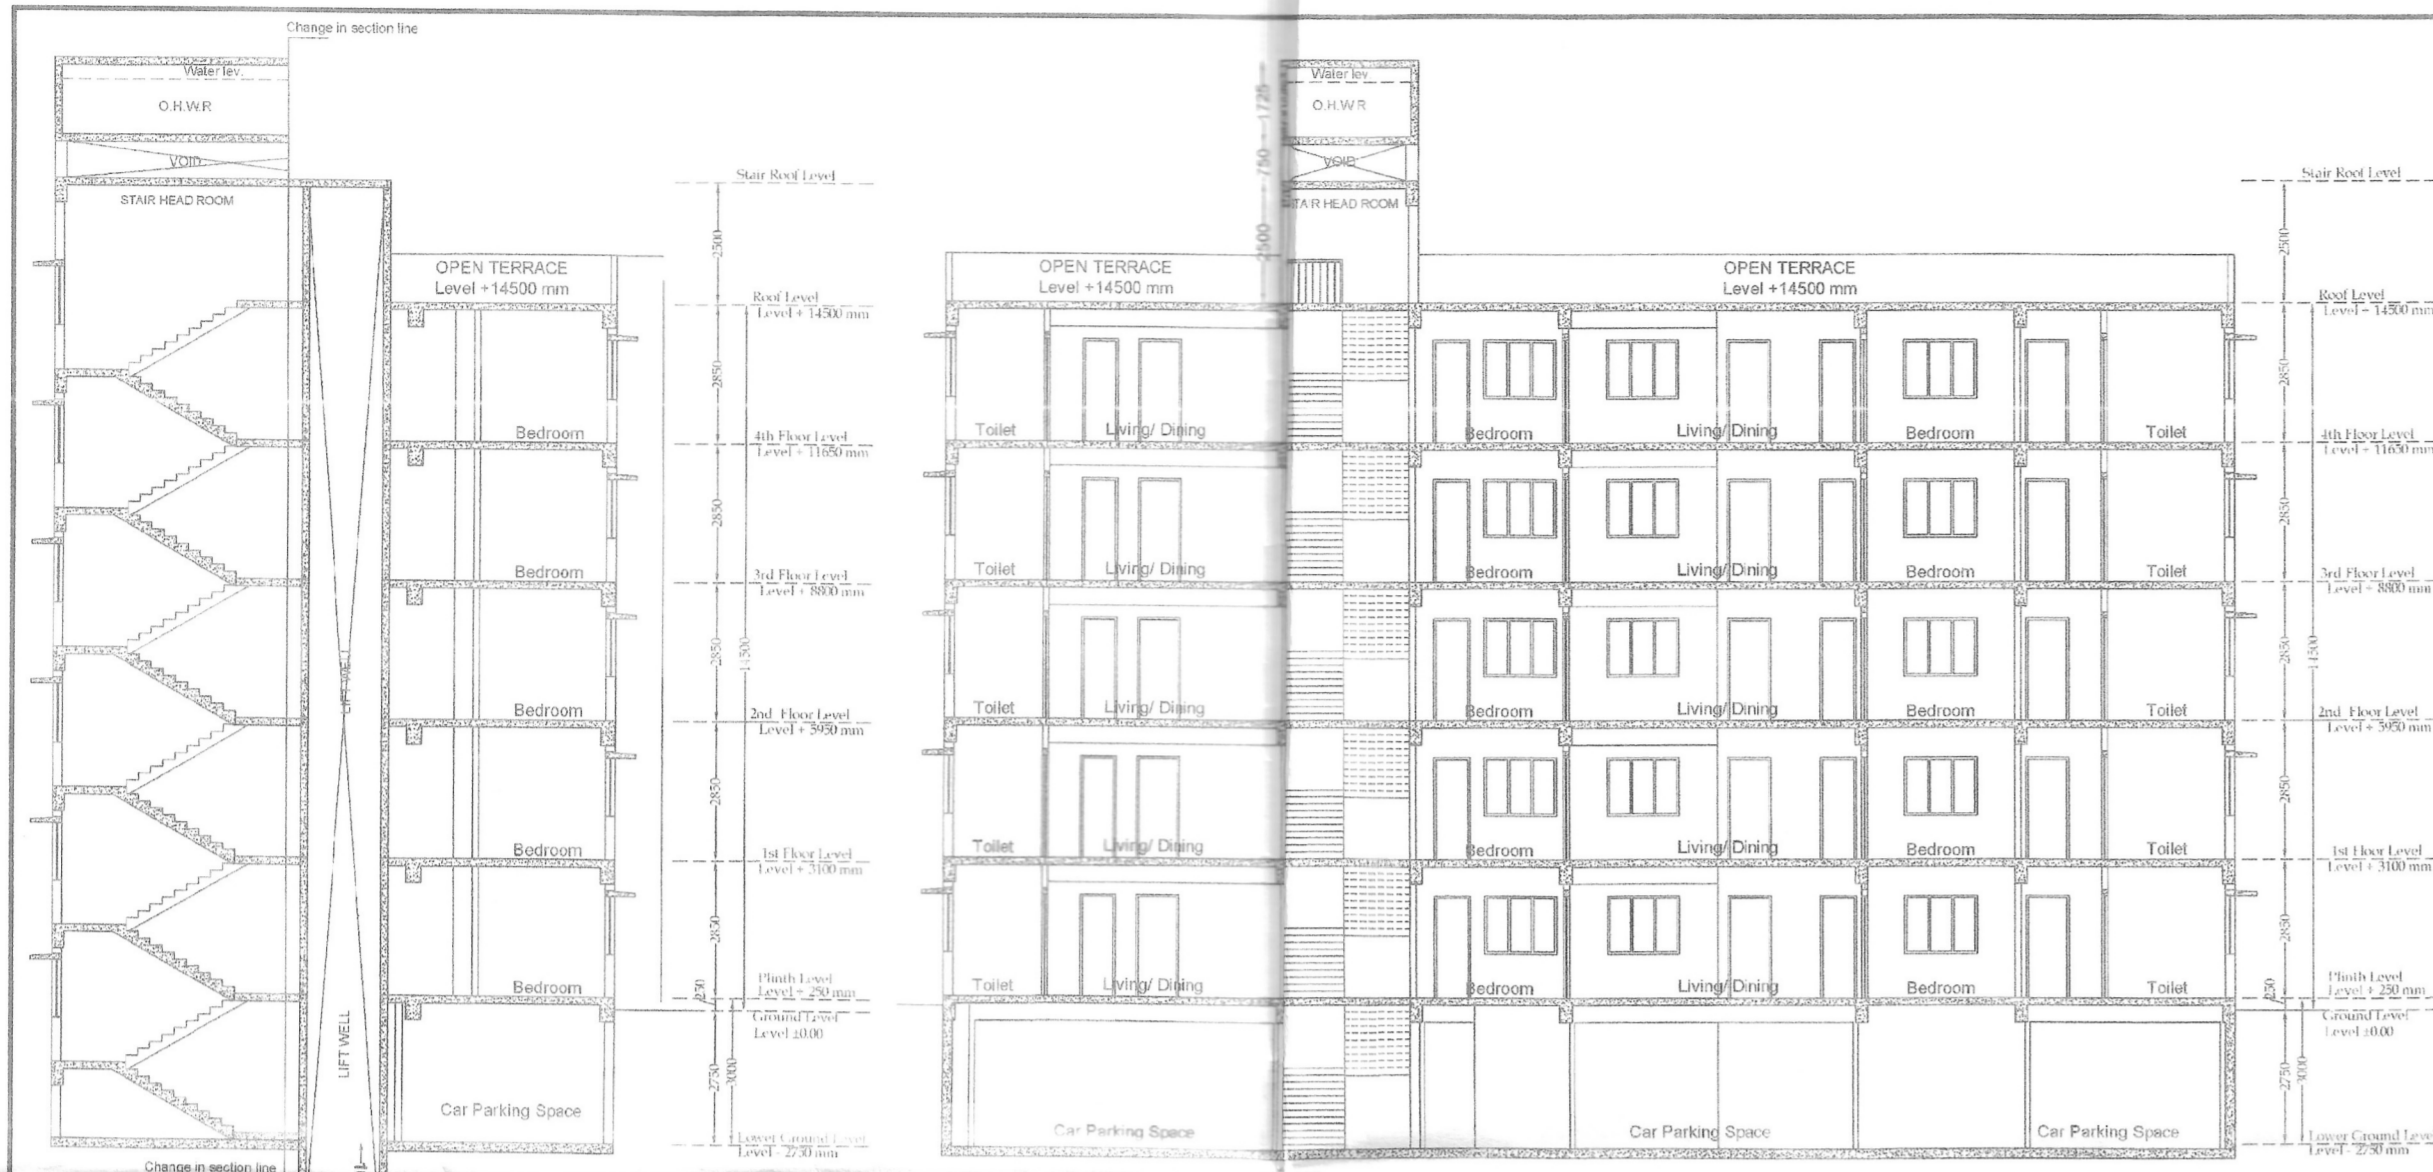 Change in section line
Water lev.
O.H.W.R
VOID
STAIR HEAD ROOM
OPEN TERRACE
Level +14500 mm
Bedroom
Bedroom
Bedroom
Bedroom
Bedroom
LIFT WELL
LIFT WELL
Car Parking Space
Change in section line
Stair Roof Level
2500
Roof Level
Level + 14500 mm
2850
4th Floor Level
Level + 11650 mm
2850
3rd Floor Level
Level + 8800 mm
2850
14500
2nd Floor Level
Level + 5950 mm
2850
1st Floor Level
Level + 3100 mm
2850
Plinth Level
Level + 250 mm
250
Ground Level
Level ±0.00
2750
3000
Lower Ground Level
Level - 2750 mm
1725
750
2500
Water lev
O.H.W.R
VOID
STAIR HEAD ROOM
OPEN TERRACE
Level +14500 mm
OPEN TERRACE
Level +14500 mm
Toilet Living/ Dining Bedroom Living/ Dining Bedroom Toilet
Toilet Living/ Dining Bedroom Living/ Dining Bedroom Toilet
Toilet Living/ Dining Bedroom Living/ Dining Bedroom Toilet
Toilet Living/ Dining Bedroom Living/ Dining Bedroom Toilet
Toilet Living/ Dining Bedroom Living/ Dining Bedroom Toilet
Car Parking Space Car Parking Space Car Parking Space
Stair Roof Level
2500
Roof Level
Level + 14500 mm
2850
4th Floor Level
Level + 11650 mm
2850
3rd Floor Level
Level + 8800 mm
2850
14500
2nd Floor Level
Level + 5950 mm
2850
1st Floor Level
Level + 3100 mm
2850
Plinth Level
Level + 250 mm
250
Ground Level
Level ±0.00
2750
3000
Lower Ground Leve
Level - 2750 mm